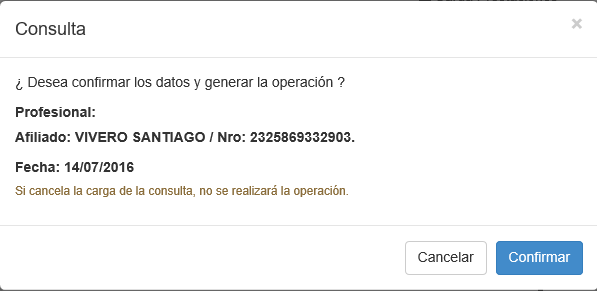 Consulta
×
¿ Desea confirmar los datos y generar la operación ?
Profesional:
Afiliado: VIVERO SANTIAGO / Nro: 2325869332903.
Fecha: 14/07/2016
Si cancela la carga de la consulta, no se realizará la operación.
Cancelar
Confirmar